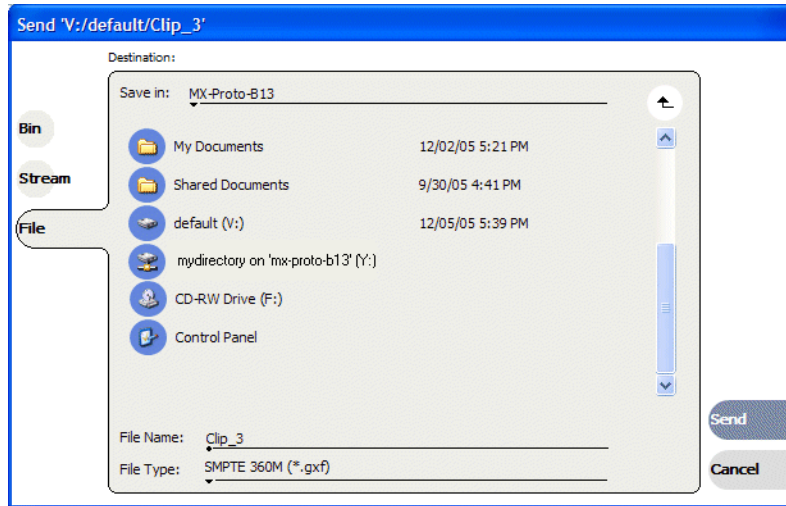 Send 'V:/default/Clip_3'
Destination:
Save in: MX-Proto-B13
Bin
Stream
File
My Documents 12/02/05 5:21 PM
Shared Documents 9/30/05 4:41 PM
default (V:) 12/05/05 5:39 PM
mydirectory on 'mx-proto-b13' (Y:)
CD-RW Drive (F:)
Control Panel
File Name: Clip_3
File Type: SMPTE 360M (*.gxf)
Send
Cancel